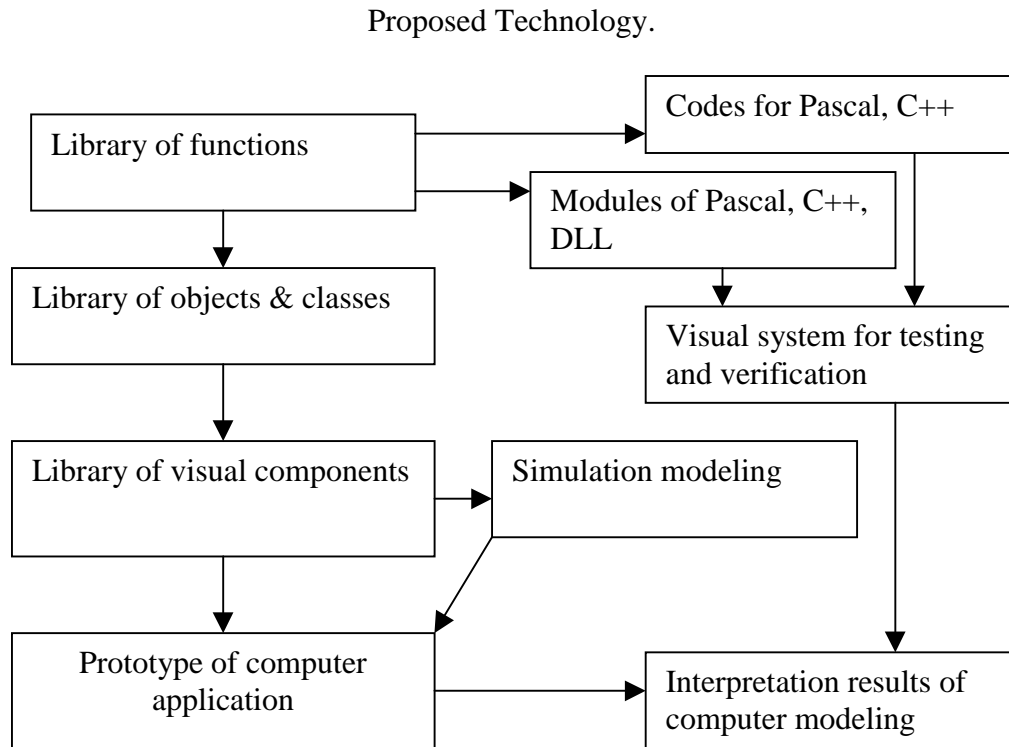 Proposed Technology.
Codes for Pascal, C++
Library of functions
Modules of Pascal, C++,
DLL
Library of objects & classes
Visual system for testing
and verification
Library of visual components
Simulation modeling
Prototype of computer
application
Interpretation results of
computer modeling